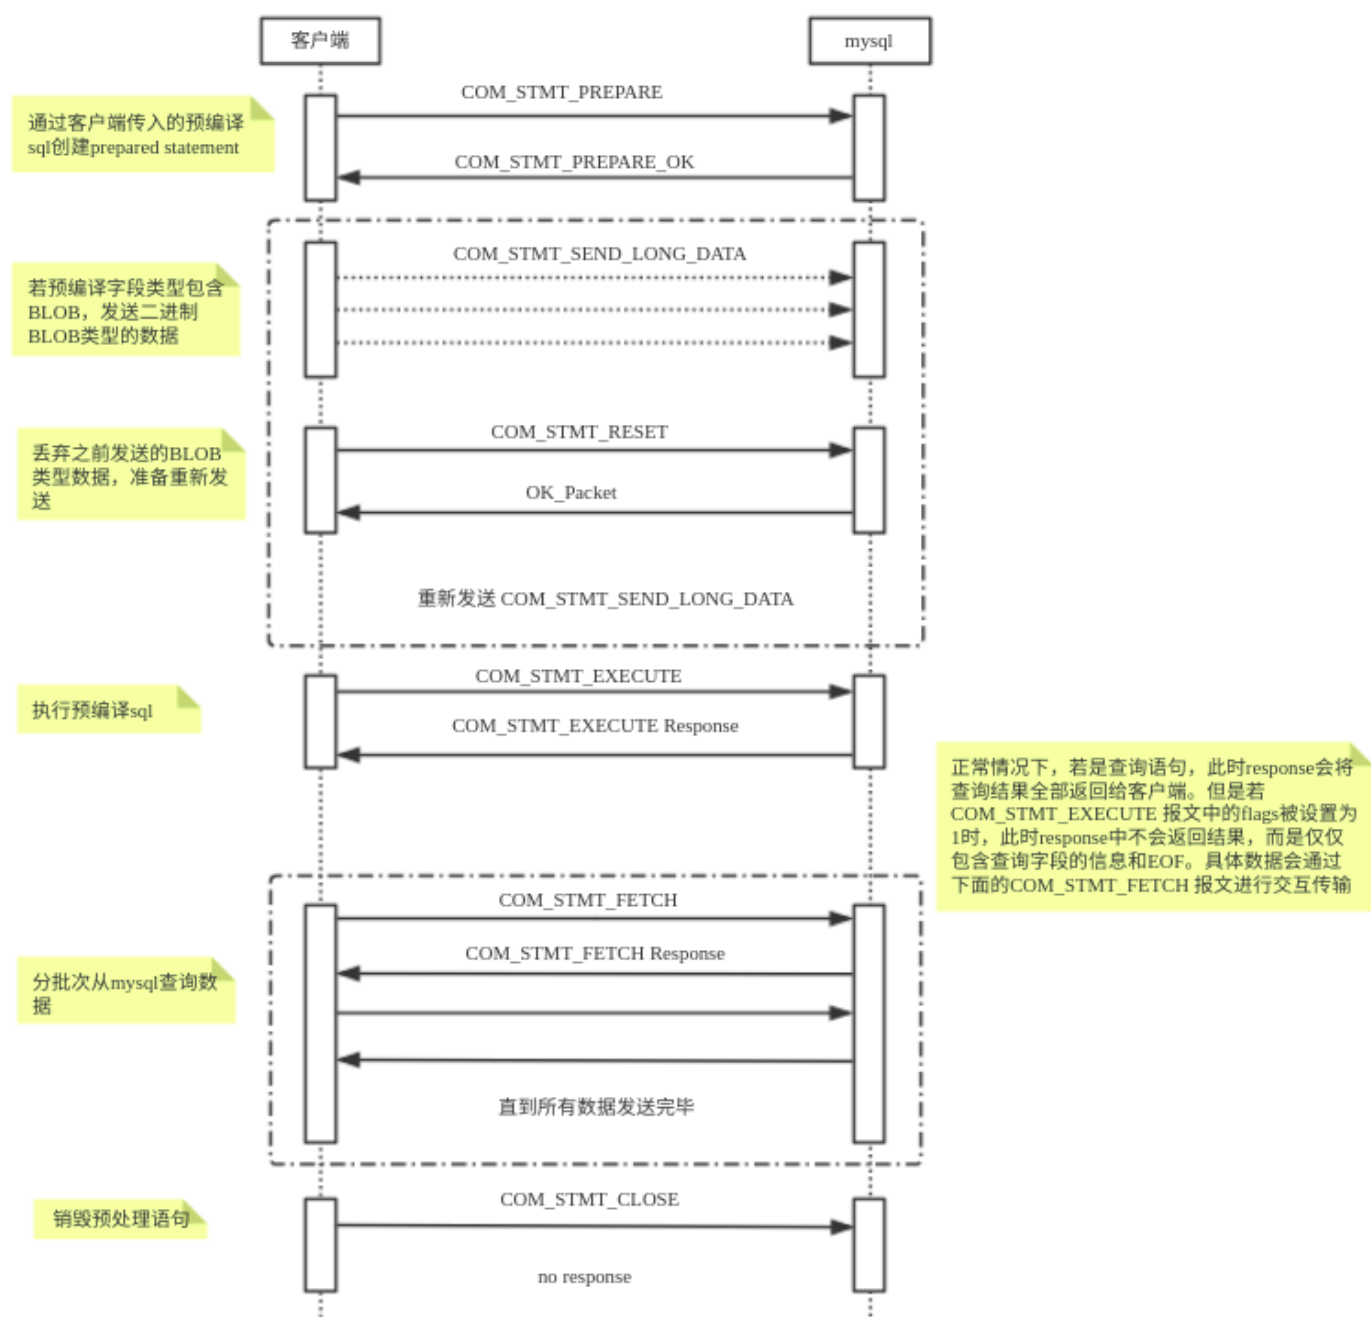 客户端
mysql
COM_STMT_PREPARE
通过客户端传入的预编译
sql创建prepared statement
COM_STMT_PREPARE_OK
COM_STMT_SEND_LONG_DATA
若预编译字段类型包含
BLOB，发送二进制
BLOB类型的数据
COM_STMT_RESET
丢弃之前发送的BLOB
类型数据，准备重新发
送
OK_Packet
重新发送 COM_STMT_SEND_LONG_DATA
COM_STMT_EXECUTE
执行预编译sql
COM_STMT_EXECUTE Response
正常情况下，若是查询语句，此时response会将
查询结果全部返回给客户端。但是若
COM_STMT_EXECUTE 报文中的flags被设置为
1时，此时response中不会返回结果，而是仅仅
包含查询字段的信息和EOF。具体数据会通过
下面的COM_STMT_FETCH 报文进行交互传输
COM_STMT_FETCH
COM_STMT_FETCH Response
分批次从mysql查询数
据
直到所有数据发送完毕
COM_STMT_CLOSE
销毁预处理语句
no response